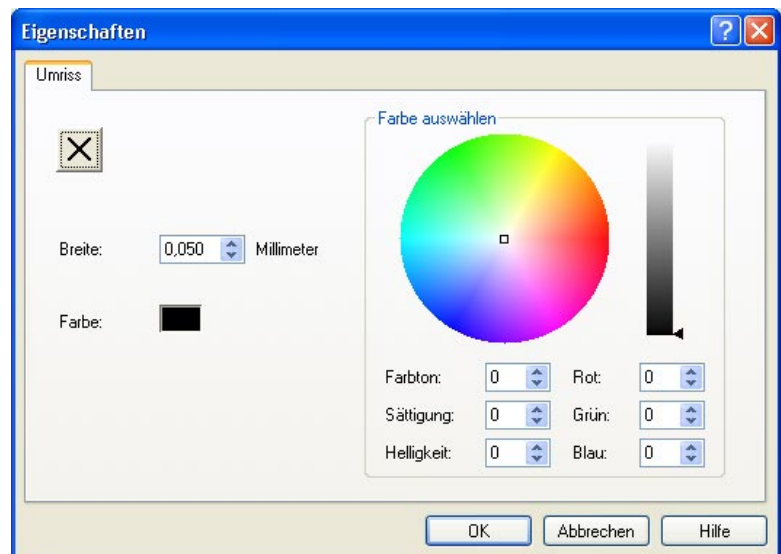 Eigenschaften
Umriss
Farbe auswählen
Breite: 0,050 Millimeter
Farbe:
Farbton: 0 Rot: 0
Sättigung: 0 Grün: 0
Helligkeit: 0 Blau: 0
OK Abbrechen Hilfe